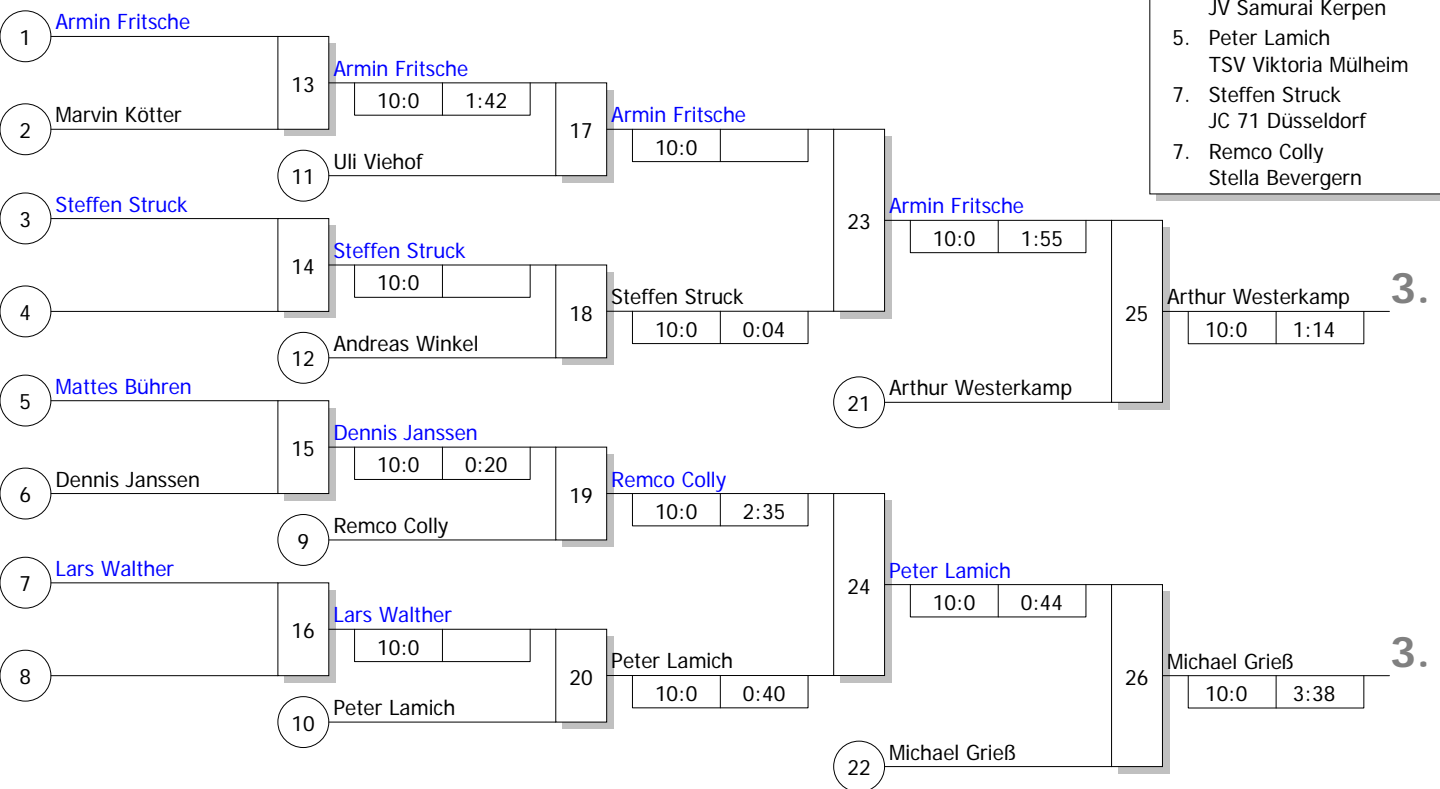 JV Samurai Kerpen
5. Peter Lamich
TSV Viktoria Mülheim
7. Steffen Struck
JC 71 Düsseldorf
7. Remco Colly
Stella Bevergern
1 Armin Fritsche
13 Armin Fritsche
10:0 1:42
2 Marvin Kötter
17 Armin Fritsche
10:0
11 Uli Viehof
3 Steffen Struck
23 Armin Fritsche
10:0 1:55
14 Steffen Struck
10:0
4
18 Steffen Struck
10:0 0:04
12 Andreas Winkel
25 Arthur Westerkamp 3.
10:0 1:14
5 Mattes Bühren
21 Arthur Westerkamp
15 Dennis Janssen
10:0 0:20
6 Dennis Janssen
19 Remco Colly
10:0 2:35
9 Remco Colly
7 Lars Walther
24 Peter Lamich
10:0 0:44
16 Lars Walther
10:0
8
20 Peter Lamich
10:0 0:40
10 Peter Lamich
26 Michael Grieß 3.
10:0 3:38
22 Michael Grieß